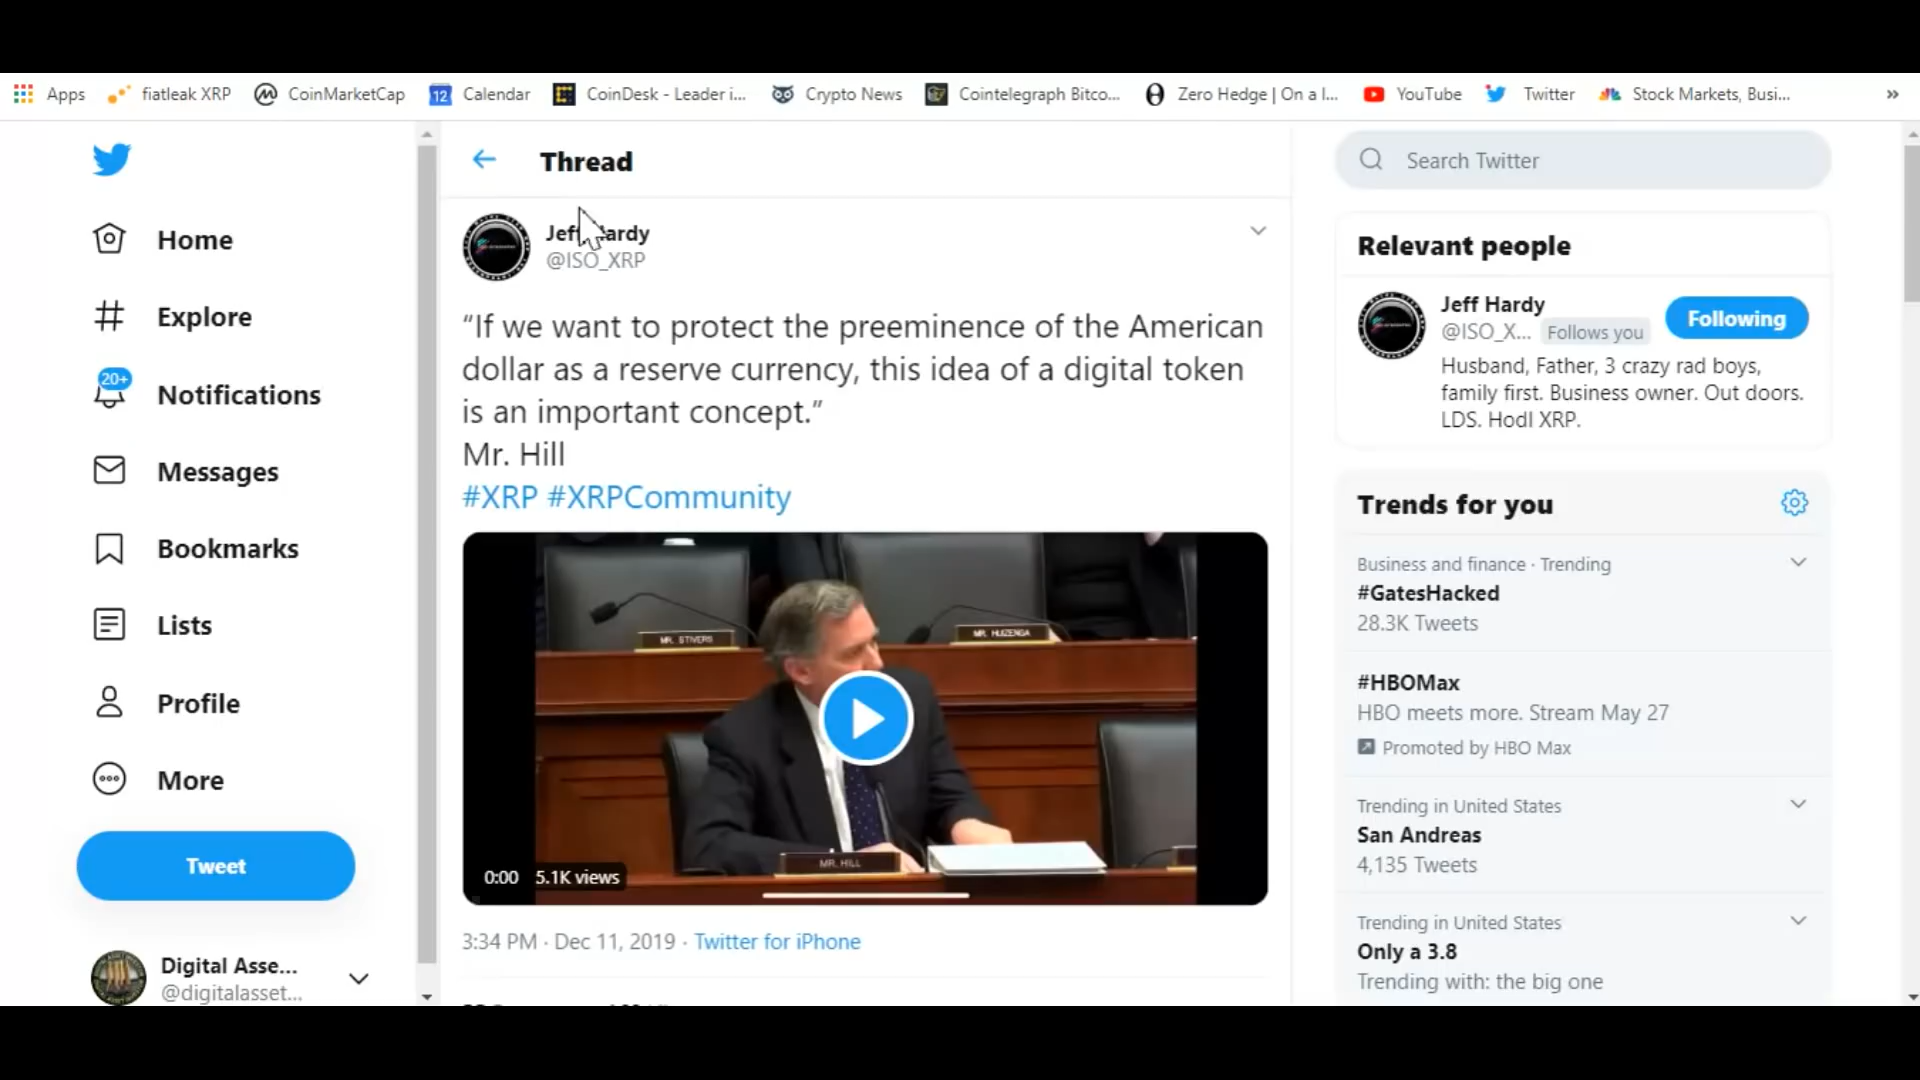 Apps
fiatleak XRP
CoinMarketCap
12
Calendar
CoinDesk - Leader i...
Crypto News
Cointelegraph Bitco...
Zero Hedge | On a l...
YouTube
Twitter
Stock Markets, Busi...
»
Home
Explore
20+
Notifications
Messages
Bookmarks
Lists
Profile
More
Tweet
Digital Asse...
@digitalasset...
Thread
Jeff Hardy
@ISO_XRP
“If we want to protect the preeminence of the American
dollar as a reserve currency, this idea of a digital token
is an important concept.”
Mr. Hill
#XRP #XRPCommunity
MR. STIVERS
MR. HUIZENGA
MR. HILL
0:00
5.1K views
3:34 PM · Dec 11, 2019 · Twitter for iPhone
Search Twitter
Relevant people
Jeff Hardy
@ISO_X... Follows you
Following
Husband, Father, 3 crazy rad boys,
family first. Business owner. Out doors.
LDS. Hodl XRP.
Trends for you
Business and finance · Trending
#GatesHacked
28.3K Tweets
#HBOMax
HBO meets more. Stream May 27
Promoted by HBO Max
Trending in United States
San Andreas
4,135 Tweets
Trending in United States
Only a 3.8
Trending with: the big one